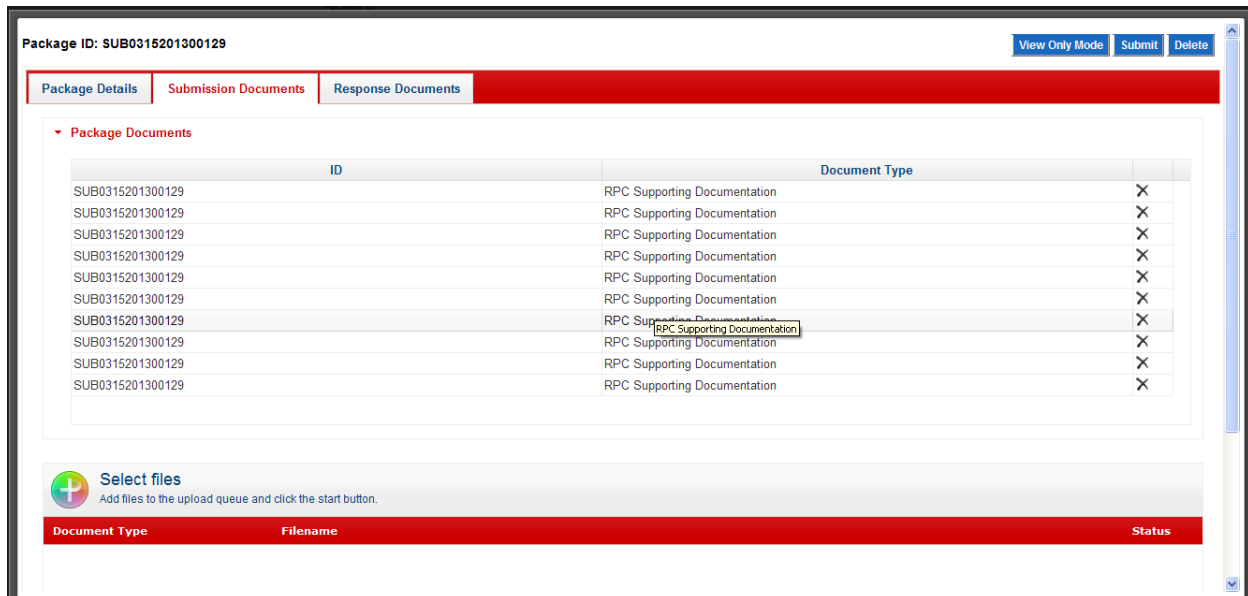 Package ID: SUB0315201300129
View Only Mode Submit Delete
Package Details Submission Documents Response Documents
Package Documents
ID Document Type
SUB0315201300129 RPC Supporting Documentation
SUB0315201300129 RPC Supporting Documentation
SUB0315201300129 RPC Supporting Documentation
SUB0315201300129 RPC Supporting Documentation
SUB0315201300129 RPC Supporting Documentation
SUB0315201300129 RPC Supporting Documentation
SUB0315201300129 RPC Supporting Documentation
RPC Supporting Documentation
SUB0315201300129 RPC Supporting Documentation
SUB0315201300129 RPC Supporting Documentation
SUB0315201300129 RPC Supporting Documentation
Select files
Add files to the upload queue and click the start button.
Document Type Filename Status